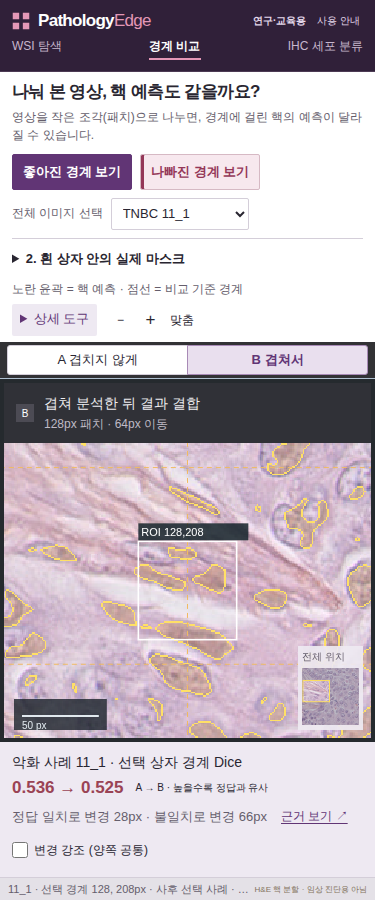 PathologyEdge
연구·교육용 사용 안내
WSI 탐색 경계 비교 IHC 세포 분류
나눠 본 영상, 핵 예측도 같을까요?
영상을 작은 조각(패치)으로 나누면, 경계에 걸린 핵의 예측이 달라
질 수 있습니다.
좋아진 경계 보기 나빠진 경계 보기
전체 이미지 선택 TNBC 11_1
▶ 2. 흰 상자 안의 실제 마스크
노란 윤곽 = 핵 예측 · 점선 = 비교 기준 경계
▶ 상세 도구 − + 맞춤
A 겹치지 않게 B 겹쳐서
B 겹쳐 분석한 뒤 결과 결합
128px 패치 · 64px 이동
ROI 128,208
전체 위치
50 px
악화 사례 11_1 · 선택 상자 경계 Dice
0.536 → 0.525 A → B · 높을수록 정답과 유사
정답 일치로 변경 28px · 불일치로 변경 66px 근거 보기 ↗
변경 강조 (양쪽 공통)
11_1 · 선택 경계 128, 208px · 사후 선택 사례 · ... H&E 핵 분할 · 임상 진단용 아님